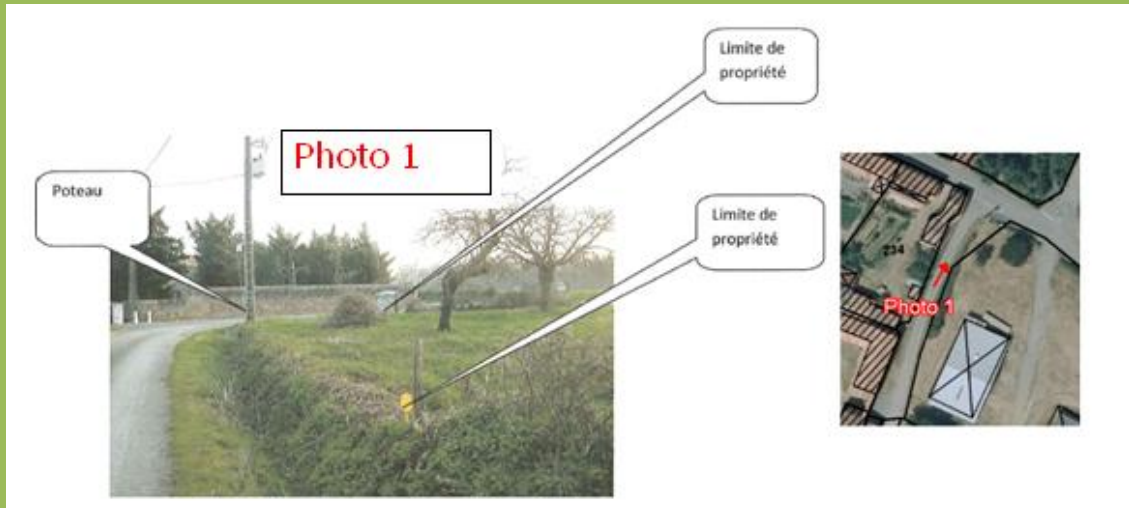 Limite de
propriété
Photo 1
Poteau
Limite de
propriété
234
Photo 1